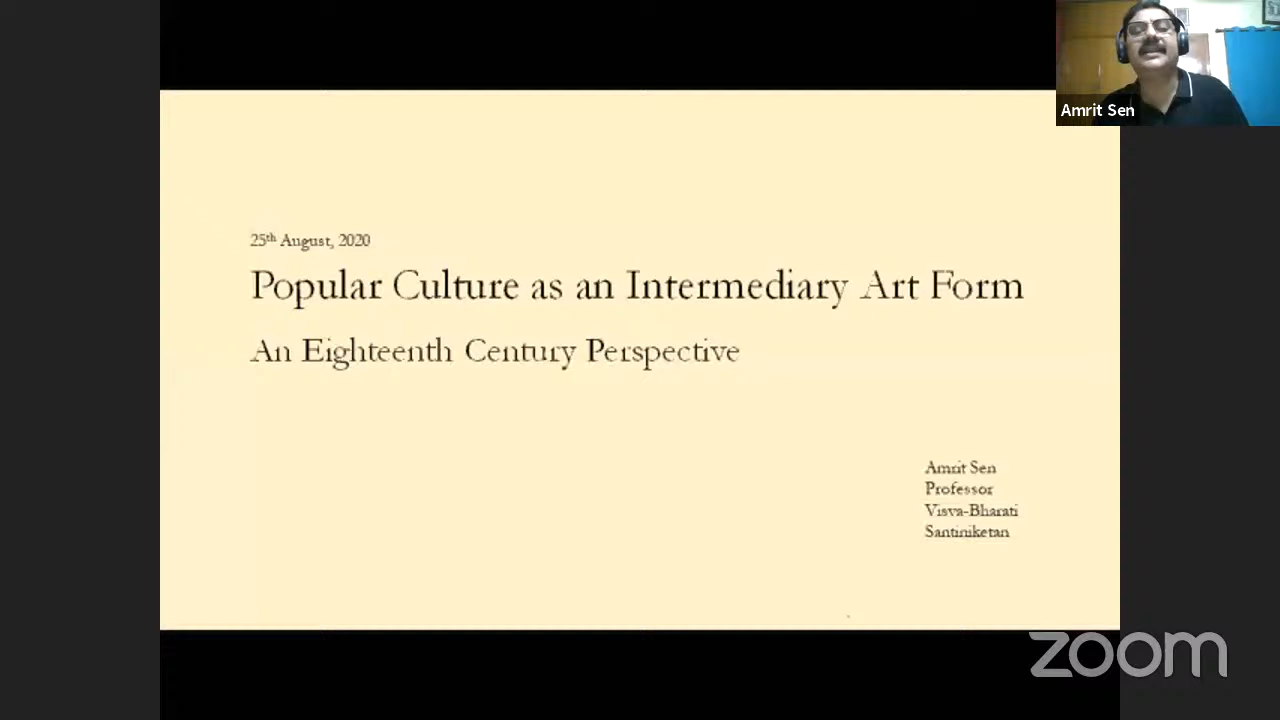 Amrit Sen
25th August, 2020
Popular Culture as an Intermediary Art Form
An Eighteenth Century Perspective
Amrit Sen
Professor
Visva-Bharati
Santiniketan
zoom